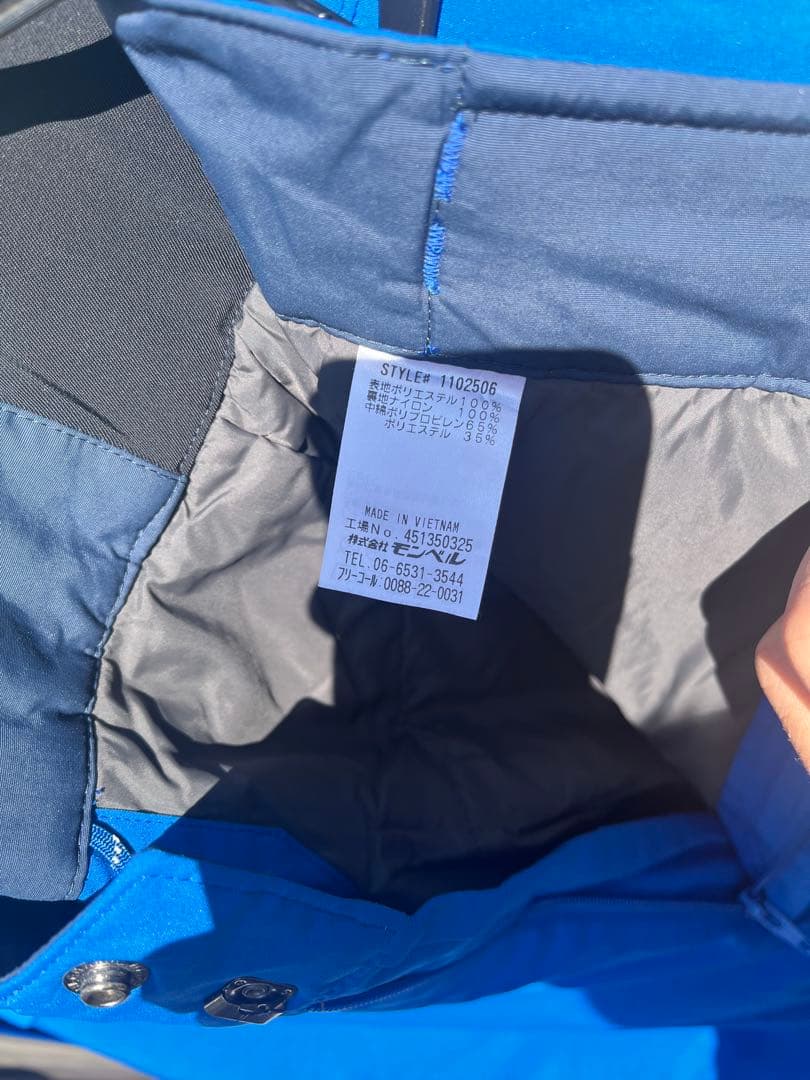 STYLE# 1102506
表地ポリエステル100%
裏地ナイロン 100%
中綿ポリプロピレン65%
ポリエステル 35%
MADE IN VIETNAM
工場No. 451350325
株式会社モンベル
TEL.06-6531-3544
フリーコール:0088-22-0031